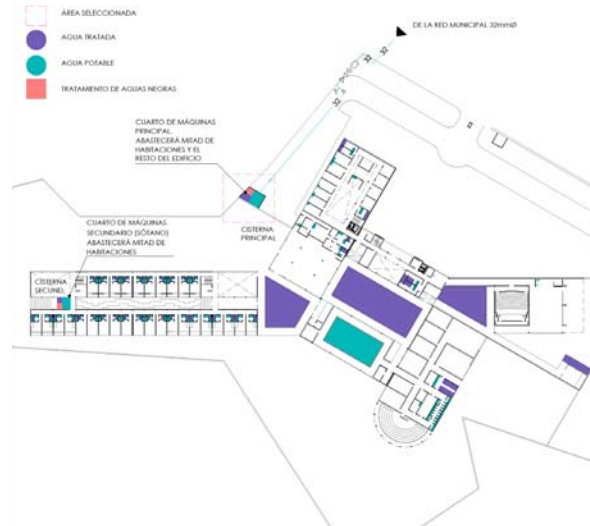 ÁREA SELECCIONADA
AGUA TRATADA
AGUA POTABLE
TRATAMIENTO DE AGUAS NEGRAS
DE LA RED MUNICIPAL 32mmØ
32
32
32
CUARTO DE MÁQUINAS
PRINCIPAL
ABASTECERÁ MITAD DE
HABITACIONES Y EL
RESTO DEL EDIFICIO
CUARTO DE MÁQUINAS
SECUNDARIO (SÓTANO)
ABASTECERÁ MITAD DE
HABITACIONES
CISTERNA
PRINCIPAL
CISTERNA
SECUND.